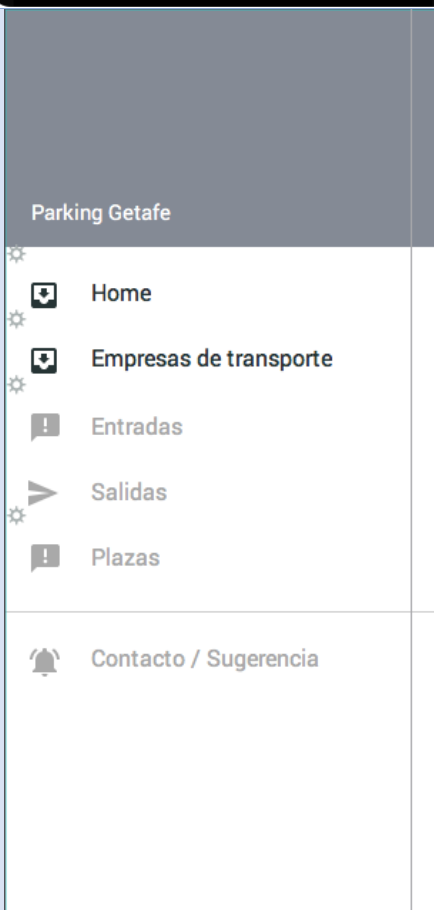 Parking Getafe
Home
Empresas de transporte
Entradas
Salidas
Plazas
Contacto / Sugerencia